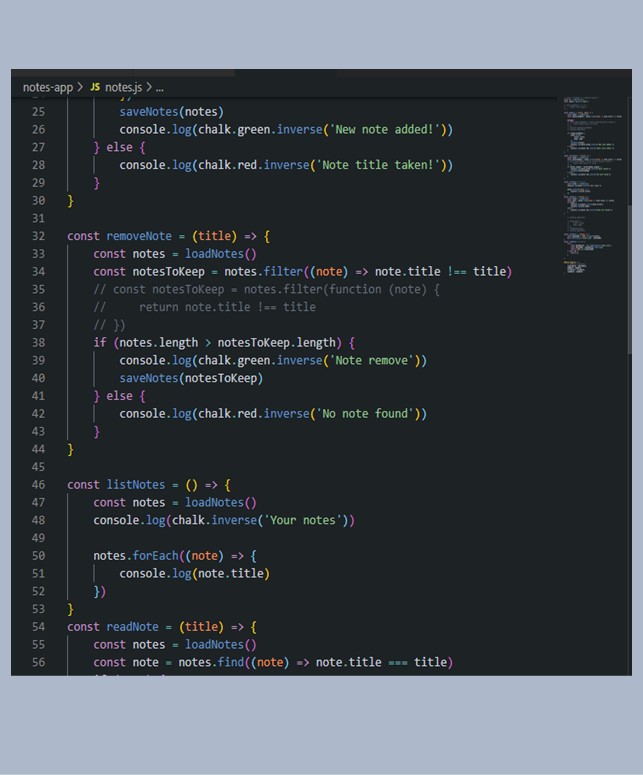 notes-app > JS notes.js > ...
25 saveNotes(notes)
26 console.log(chalk.green.inverse('New note added!'))
27 } else {
28 console.log(chalk.red.inverse('Note title taken!'))
29 }
30 }
31
32 const removeNote = (title) => {
33 const notes = loadNotes()
34 const notesToKeep = notes.filter((note) => note.title !== title)
35 // const notesToKeep = notes.filter(function (note) {
36 //     return note.title !== title
37 // })
38 if (notes.length > notesToKeep.length) {
39 console.log(chalk.green.inverse('Note remove'))
40 saveNotes(notesToKeep)
41 } else {
42 console.log(chalk.red.inverse('No note found'))
43 }
44 }
45
46 const listNotes = () => {
47 const notes = loadNotes()
48 console.log(chalk.inverse('Your notes'))
49
50 notes.forEach((note) => {
51 console.log(note.title)
52 })
53 }
54 const readNote = (title) => {
55 const notes = loadNotes()
56 const note = notes.find((note) => note.title === title)